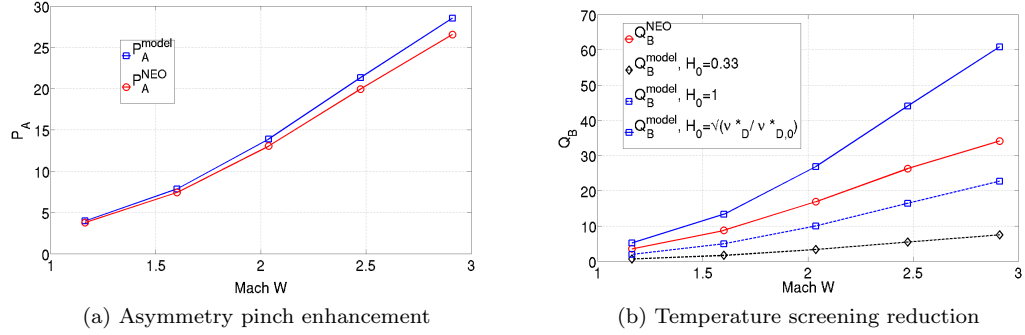 30
25
20
15
10
5
0
P_A
P_A^model
P_A^NEO
1
1.5
2
2.5
3
Mach W
(a) Asymmetry pinch enhancement
70
60
50
40
30
20
10
0
Q_B
Q_B^NEO
Q_B^model, H_0=0.33
Q_B^model, H_0=1
Q_B^model, H_0=√(ν*_D/ν*_D,0)
1
1.5
2
2.5
3
Mach W
(b) Temperature screening reduction